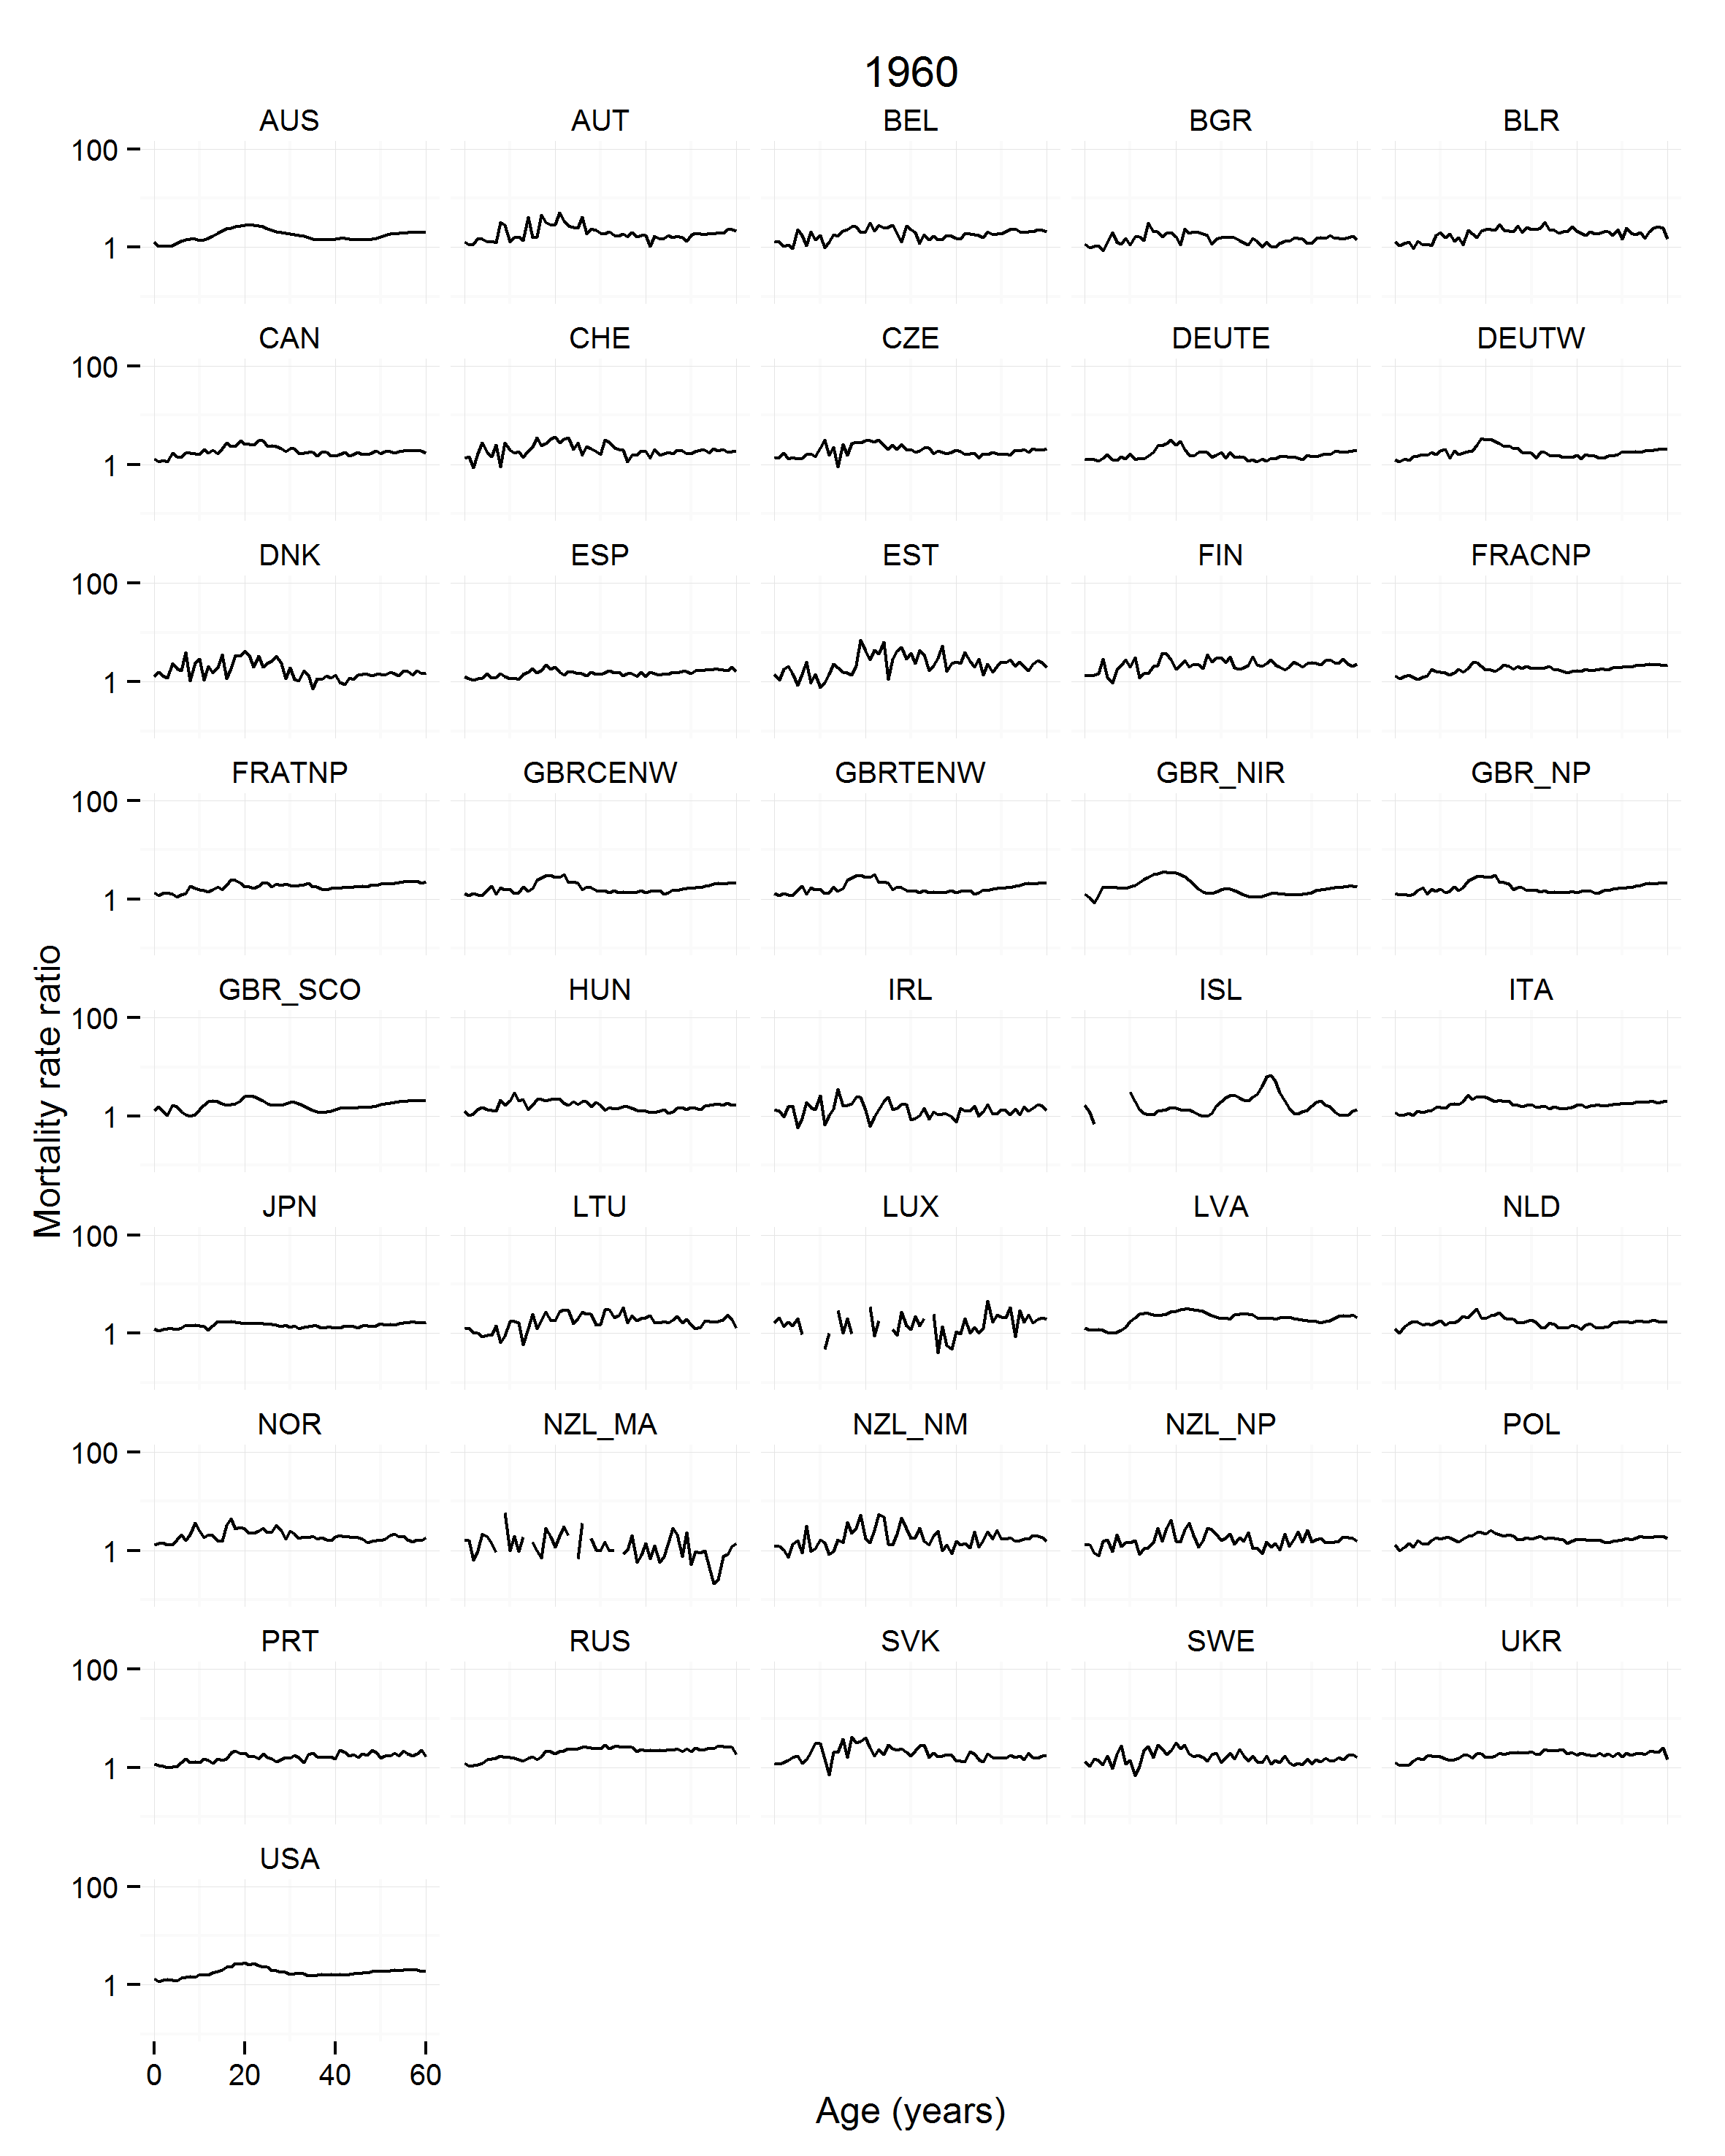 1960
AUS AUT BEL BGR BLR
100
1
CAN CHE CZE DEUTE DEUTW
100
1
DNK ESP EST FIN FRACNP
100
1
FRATNP GBRCENW GBRTENW GBR_NIR GBR_NP
100
1
Mortality rate ratio
GBR_SCO HUN IRL ISL ITA
100
1
JPN LTU LUX LVA NLD
100
1
NOR NZL_MA NZL_NM NZL_NP POL
100
1
PRT RUS SVK SWE UKR
100
1
USA
100
1
0 20 40 60
Age (years)